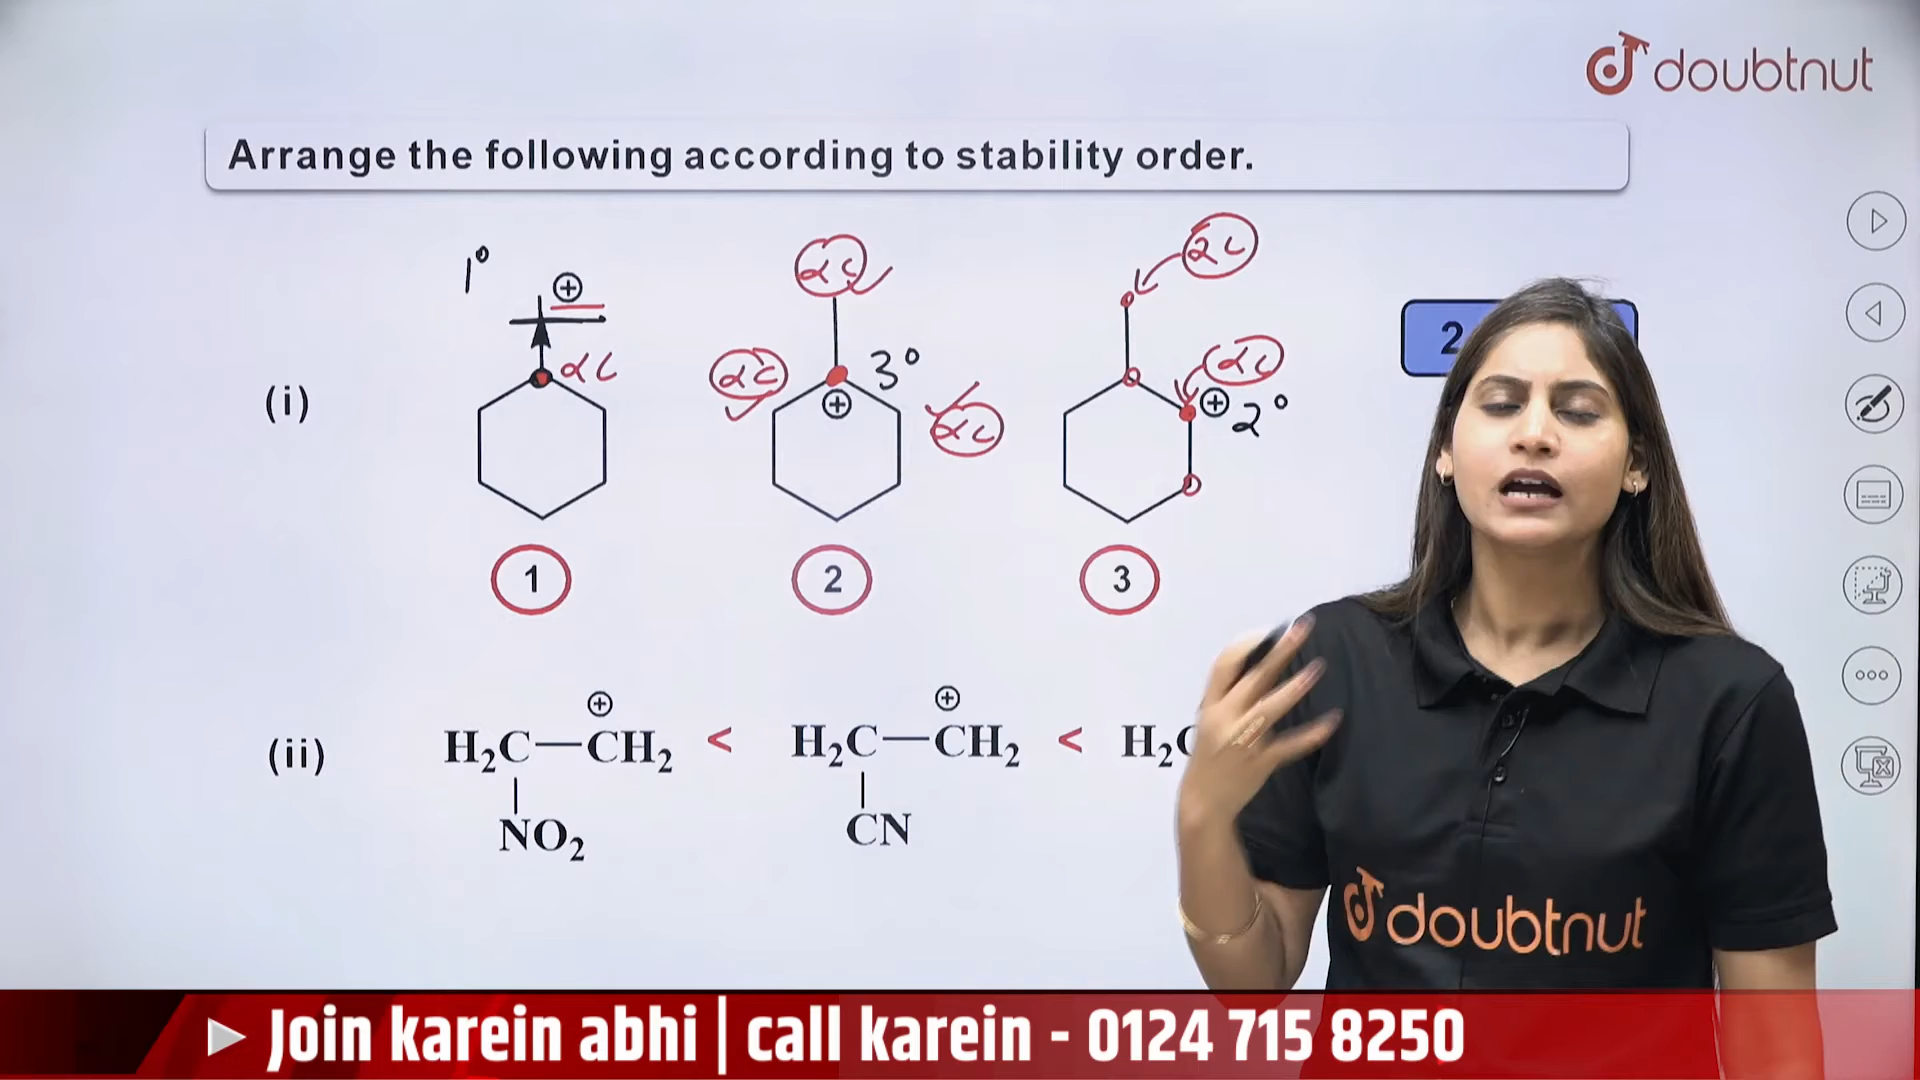 doubtnut
Arrange the following according to stability order.
1° ⊕ αC
αC αC αC 3° ⊕
αC αC ⊕ 2°
2
(i)
1 2 3
(ii) H₂C—CH₂ ⊕ < H₂C—CH₂ ⊕ < H₂C
NO₂ CN
doubtnut
Join karein abhi | call karein - 0124 715 8250